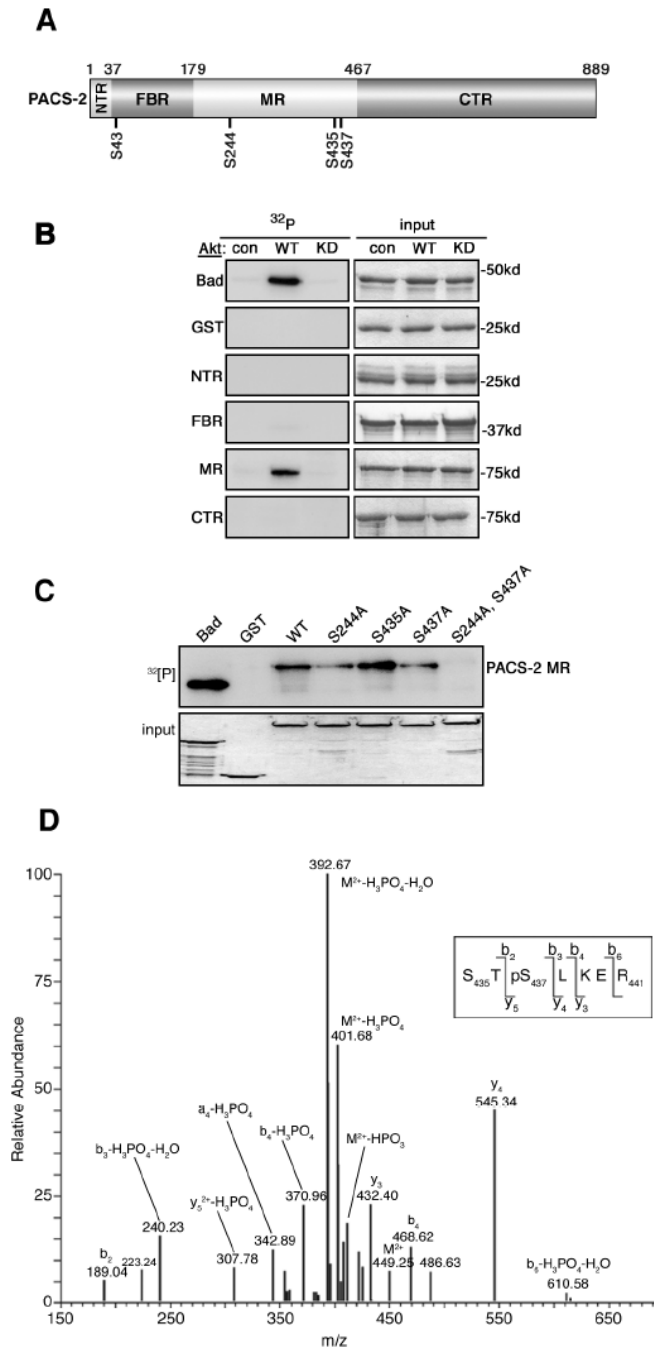 A
1 37 179 467 889
PACS-2 NTR FBR MR CTR
S43 S244 S435 S437
B
³²P input
Akt: con WT KD con WT KD
Bad -50kd
GST -25kd
NTR -25kd
FBR -37kd
MR -75kd
CTR -75kd
C
Bad GST WT S244A S435A S437A S244A, S437A
³²[P] PACS-2 MR
input
D
Relative Abundance
100
75
50
25
0
392.67
M²⁺-H₃PO₄-H₂O
M²⁺-H₃PO₄
401.68
b₂ b₃ b₄ b₆
S₄₃₅ T pS₄₃₇ L K E R₄₄₁
y₅ y₄ y₃
y₄
545.34
a₄-H₃PO₄
b₄-H₃PO₄
370.96
M²⁺-HPO₃
b₃-H₃PO₄-H₂O
240.23
y₅²⁺-H₃PO₄
307.78
342.89
y₃
432.40
b₂
189.04
223.24
M²⁺
449.25
b₄
468.62
486.63
b₅-H₃PO₄-H₂O
610.58
150 250 350 450 550 650
m/z